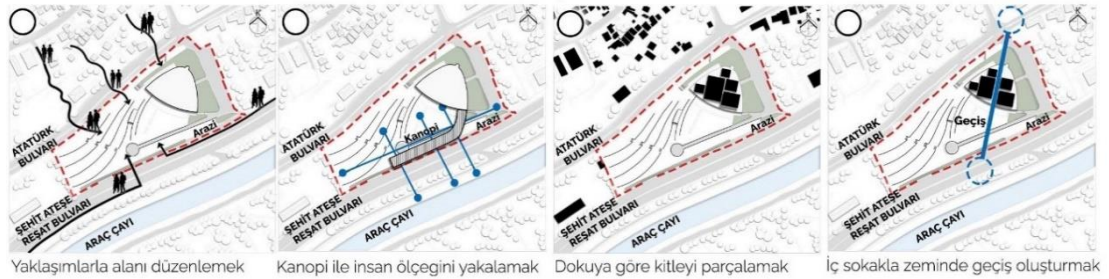 K
ATATÜRK
BULVARI
Arazi
ŞEHİT ATEŞE
REŞAT BULVARI
ARAÇ ÇAYI
Yaklaşımlarla alanı düzenlemek
K
ATATÜRK
BULVARI
Kanopi
Arazi
ŞEHİT ATEŞE
REŞAT BULVARI
ARAÇ ÇAYI
Kanopi ile insan ölçeğini yakalamak
K
ATATÜRK
BULVARI
Arazi
ŞEHİT ATEŞE
REŞAT BULVARI
ARAÇ ÇAYI
Dokuya göre kitleyi parçalamak
K
ATATÜRK
BULVARI
Geçiş
Arazi
ŞEHİT ATEŞE
REŞAT BULVARI
ARAÇ ÇAYI
İç sokakla zeminde geçiş oluşturmak